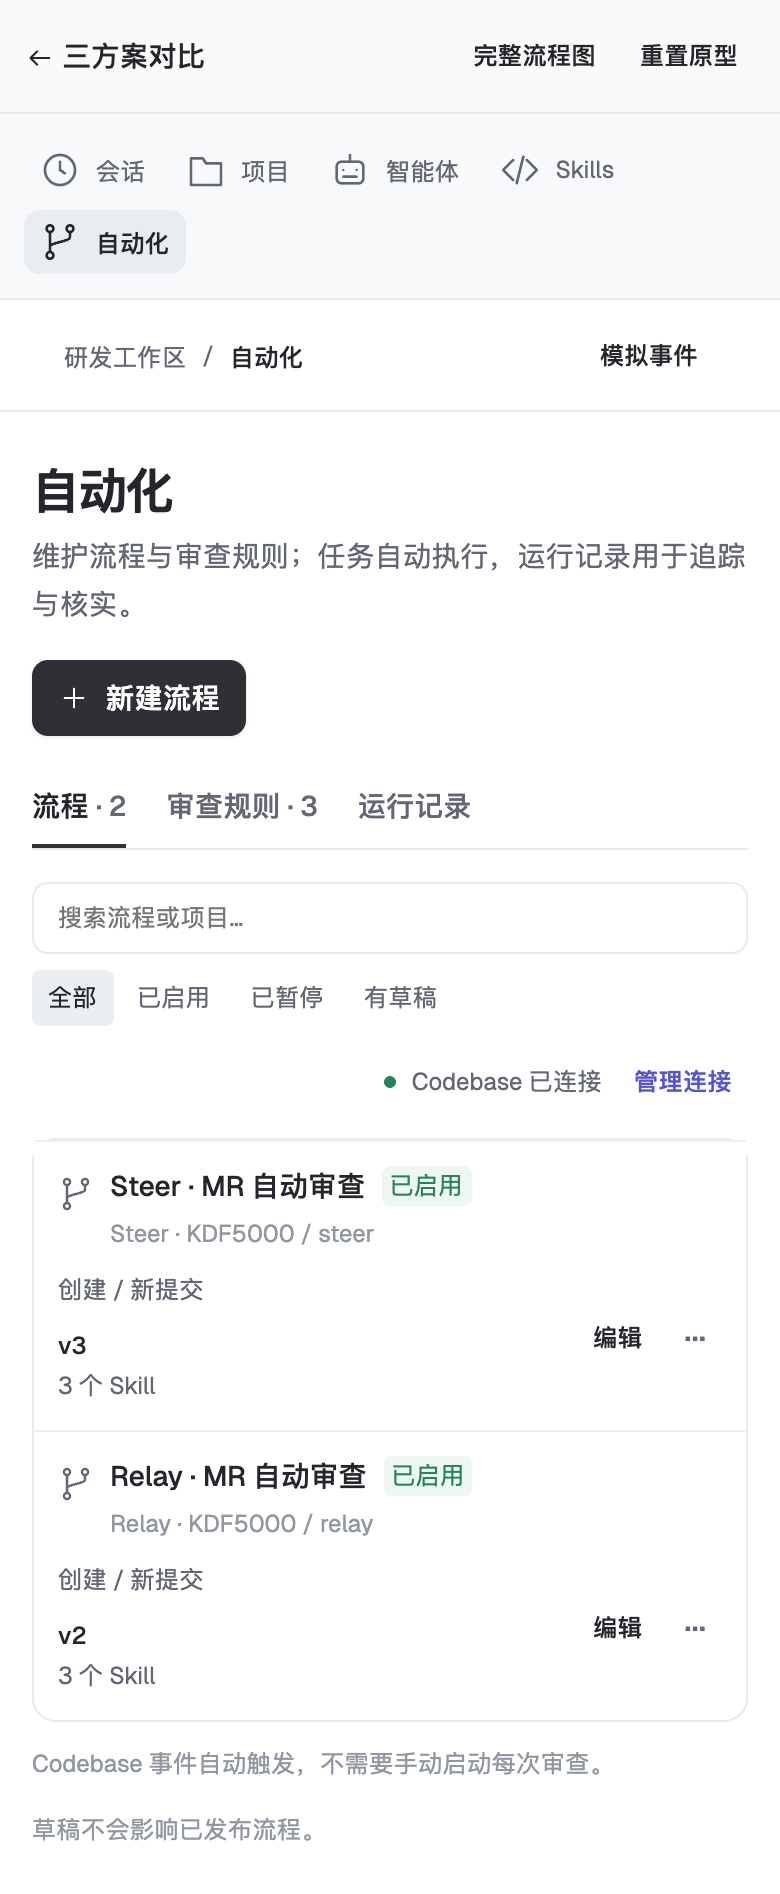 ← 三方案对比 完整流程图 重置原型
会话 项目 智能体 Skills
自动化
研发工作区 / 自动化 模拟事件
自动化
维护流程与审查规则；任务自动执行，运行记录用于追踪
与核实。
+ 新建流程
流程 · 2 审查规则 · 3 运行记录
搜索流程或项目…
全部 已启用 已暂停 有草稿
Codebase 已连接 管理连接
Steer · MR 自动审查 已启用
Steer · KDF5000 / steer
创建 / 新提交
v3 编辑 ···
3 个 Skill
Relay · MR 自动审查 已启用
Relay · KDF5000 / relay
创建 / 新提交
v2 编辑 ···
3 个 Skill
Codebase 事件自动触发，不需要手动启动每次审查。
草稿不会影响已发布流程。